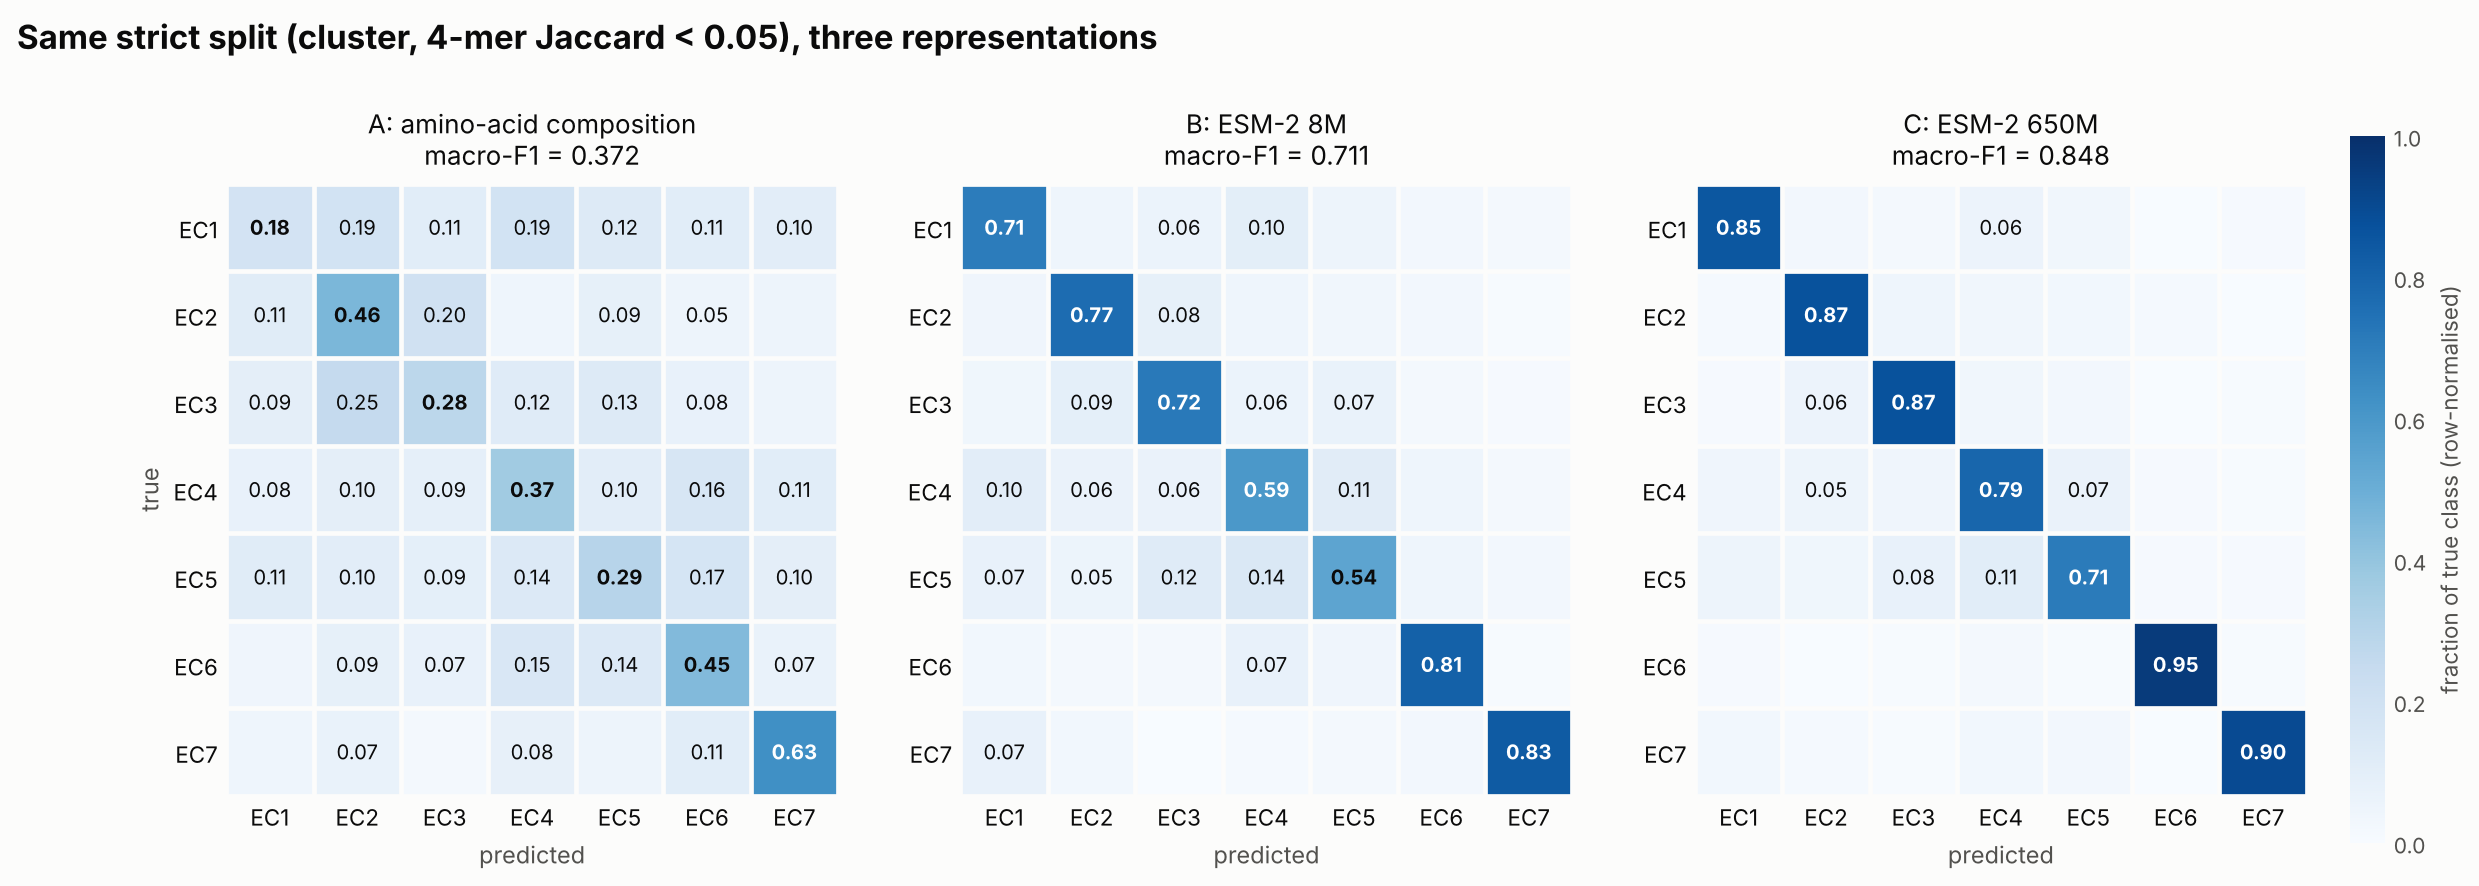 Same strict split (cluster, 4-mer Jaccard < 0.05), three representations
A: amino-acid composition
macro-F1 = 0.372
EC1 0.18 0.19 0.11 0.19 0.12 0.11 0.10
EC2 0.11 0.46 0.20 0.09 0.05
EC3 0.09 0.25 0.28 0.12 0.13 0.08
EC4 0.08 0.10 0.09 0.37 0.10 0.16 0.11
EC5 0.11 0.10 0.09 0.14 0.29 0.17 0.10
EC6 0.09 0.07 0.15 0.14 0.45 0.07
EC7 0.07 0.08 0.11 0.63
EC1 EC2 EC3 EC4 EC5 EC6 EC7
predicted
true
B: ESM-2 8M
macro-F1 = 0.711
EC1 0.71 0.06 0.10
EC2 0.77 0.08
EC3 0.09 0.72 0.06 0.07
EC4 0.10 0.06 0.06 0.59 0.11
EC5 0.07 0.05 0.12 0.14 0.54
EC6 0.07 0.81
EC7 0.07 0.83
EC1 EC2 EC3 EC4 EC5 EC6 EC7
predicted
C: ESM-2 650M
macro-F1 = 0.848
EC1 0.85 0.06
EC2 0.87
EC3 0.06 0.87
EC4 0.05 0.79 0.07
EC5 0.08 0.11 0.71
EC6 0.95
EC7 0.90
EC1 EC2 EC3 EC4 EC5 EC6 EC7
predicted
1.0
0.8
0.6
0.4
0.2
0.0
fraction of true class (row-normalised)